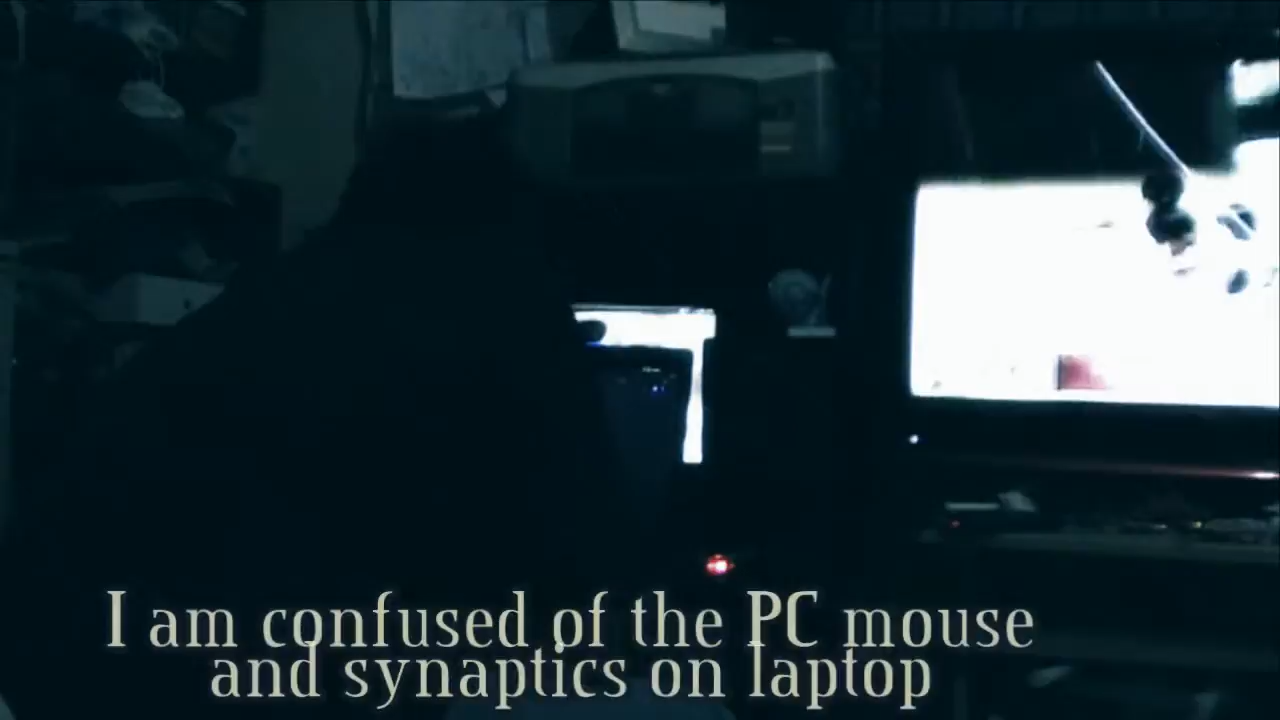 I am confused of the PC mouse
and synaptics on laptop